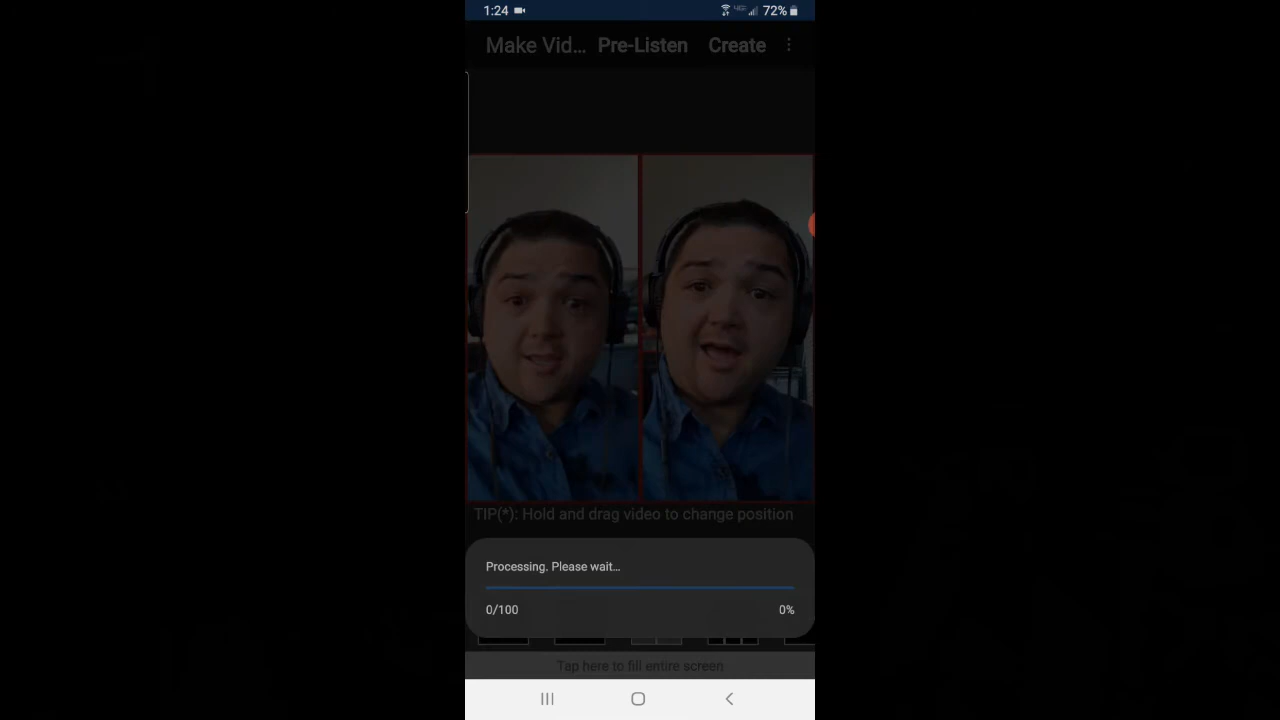 1:24 72%
Make Vid... Pre-Listen Create
TIP(*): Hold and drag video to change position
Processing. Please wait...
0/100 0%
Tap here to fill entire screen